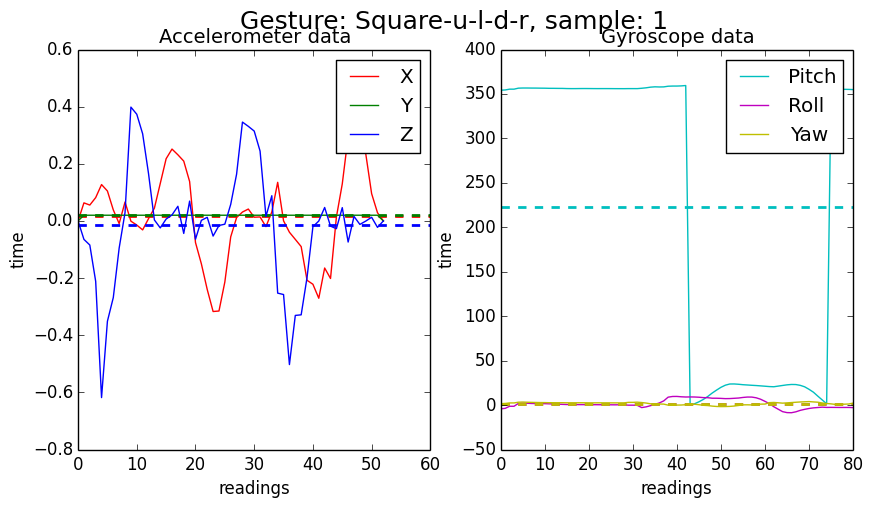 Gesture: Square-u-l-d-r, sample: 1
Accelerometer data
0.6
0.4
0.2
0.0
−0.2
−0.4
−0.6
−0.8
time
0 10 20 30 40 50 60
readings
X
Y
Z
Gyroscope data
400
350
300
250
200
150
100
50
0
−50
time
0 10 20 30 40 50 60 70 80
readings
Pitch
Roll
Yaw